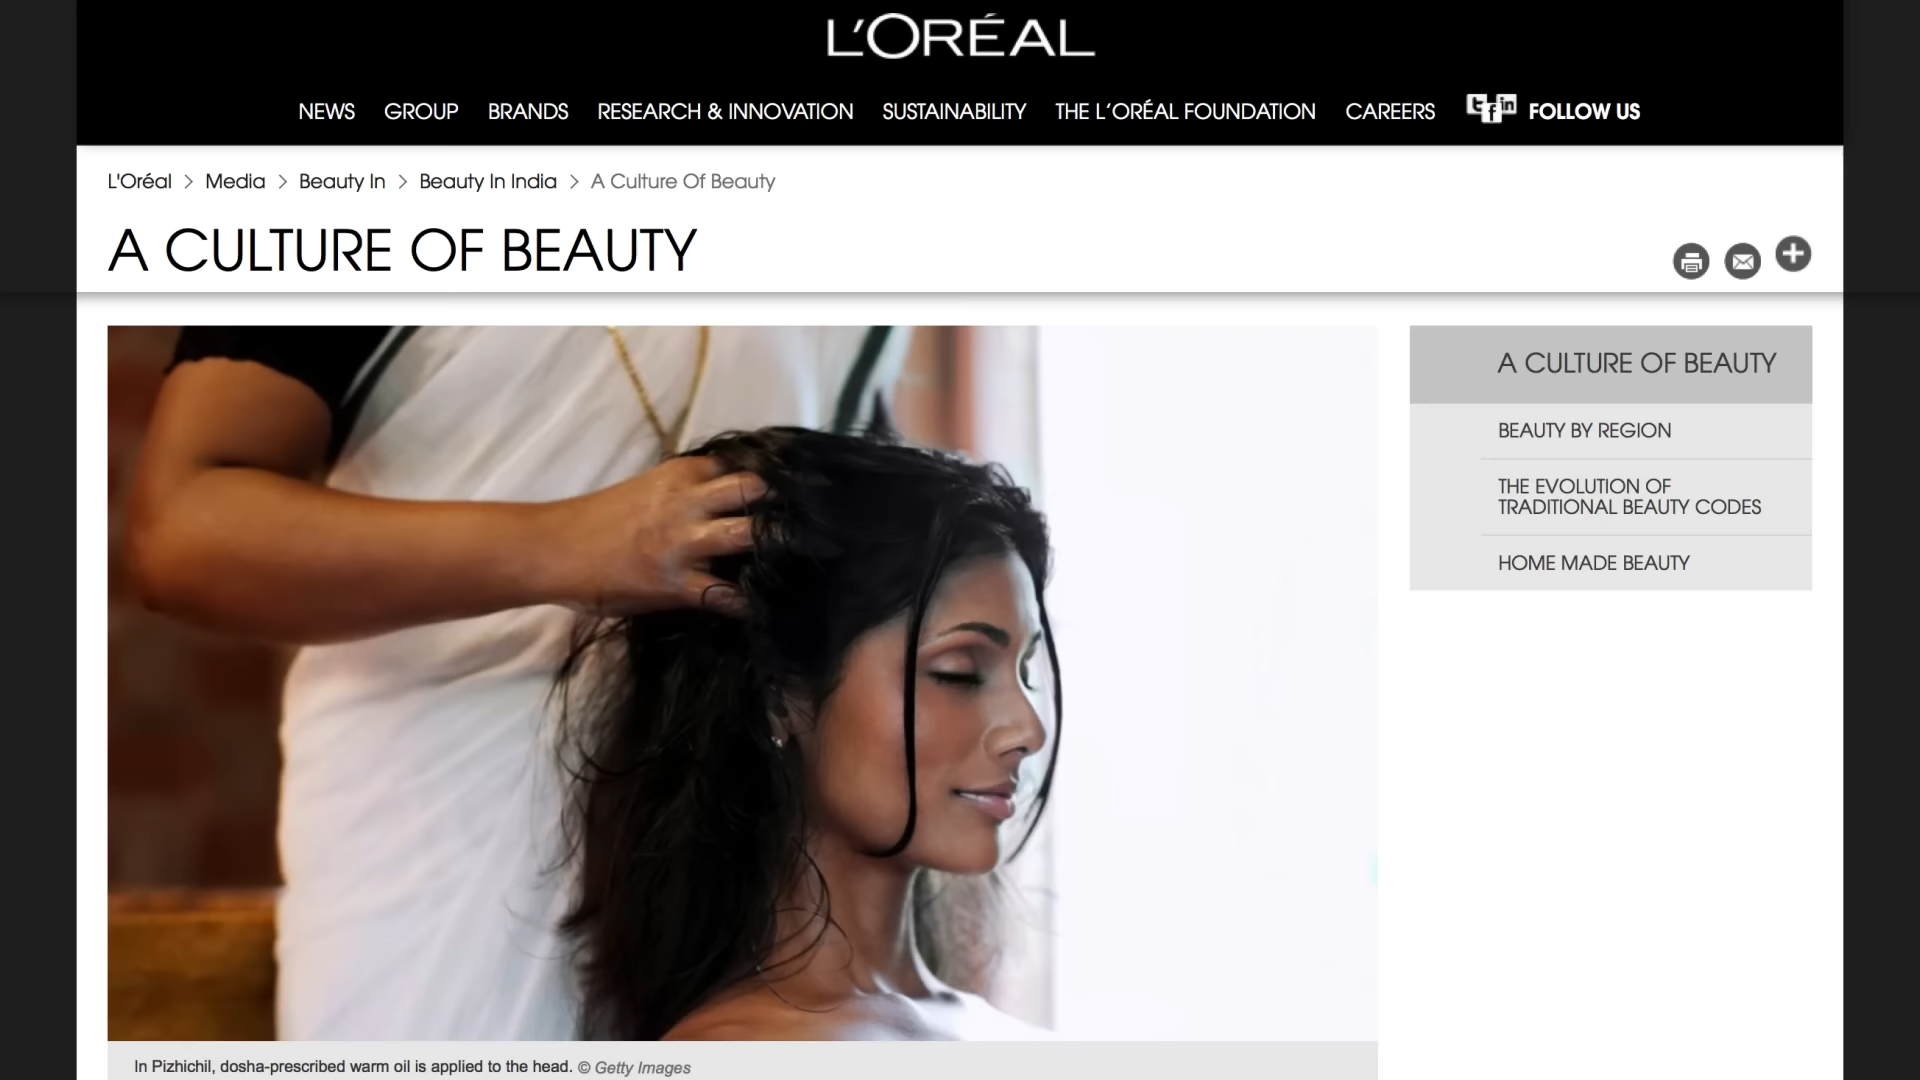 L'ORÉAL
NEWS GROUP BRANDS RESEARCH & INNOVATION SUSTAINABILITY THE L'ORÉAL FOUNDATION CAREERS t f in FOLLOW US
L'Oréal > Media > Beauty In > Beauty In India > A Culture Of Beauty
A CULTURE OF BEAUTY
A CULTURE OF BEAUTY
BEAUTY BY REGION
THE EVOLUTION OF
TRADITIONAL BEAUTY CODES
HOME MADE BEAUTY
In Pizhichil, dosha-prescribed warm oil is applied to the head. © Getty Images